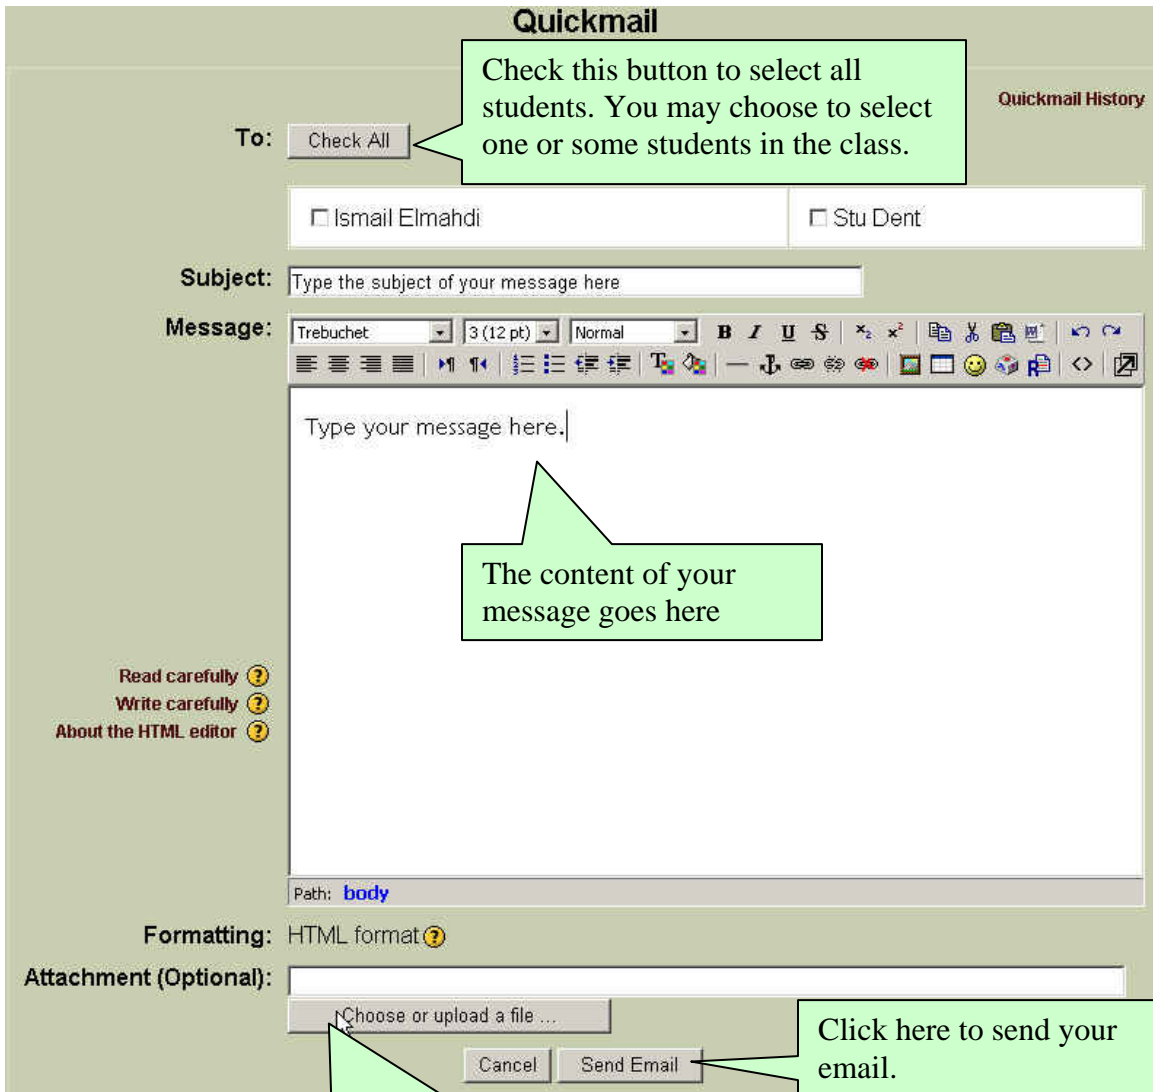 Quickmail
Check this button to select all
students. You may choose to select
one or some students in the class.
Quickmail History
To: Check All
Ismail Elmahdi Stu Dent
Subject: Type the subject of your message here
Message: Trebuchet 3 (12 pt) Normal B I U S
Type your message here.
The content of your
message goes here
Read carefully ?
Write carefully ?
About the HTML editor ?
Path: body
Formatting: HTML format ?
Attachment (Optional):
Choose or upload a file ...
Click here to send your
email.
Cancel Send Email